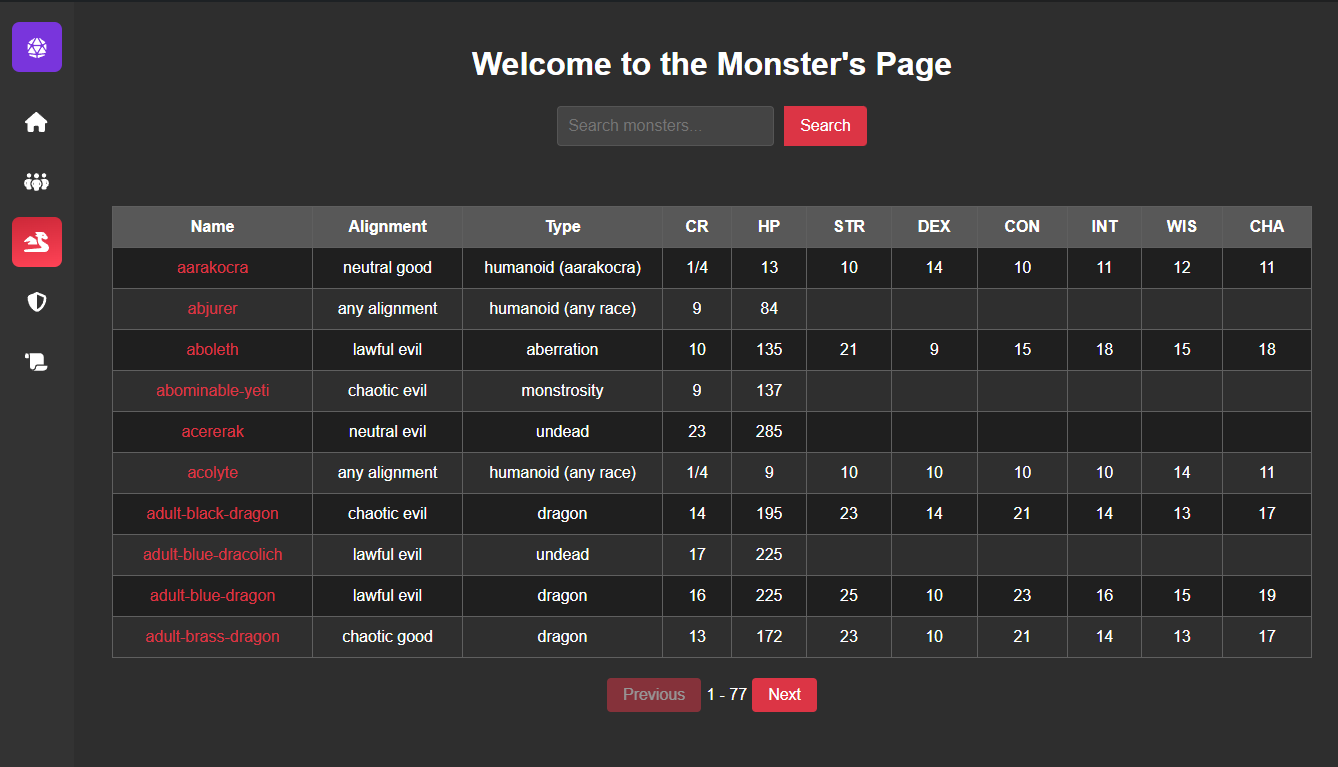 Welcome to the Monster's Page
Search monsters... Search
Name Alignment Type CR HP STR DEX CON INT WIS CHA
aarakocra neutral good humanoid (aarakocra) 1/4 13 10 14 10 11 12 11
abjurer any alignment humanoid (any race) 9 84
aboleth lawful evil aberration 10 135 21 9 15 18 15 18
abominable-yeti chaotic evil monstrosity 9 137
acererak neutral evil undead 23 285
acolyte any alignment humanoid (any race) 1/4 9 10 10 10 10 14 11
adult-black-dragon chaotic evil dragon 14 195 23 14 21 14 13 17
adult-blue-dracolich lawful evil undead 17 225
adult-blue-dragon lawful evil dragon 16 225 25 10 23 16 15 19
adult-brass-dragon chaotic good dragon 13 172 23 10 21 14 13 17
Previous 1 - 77 Next